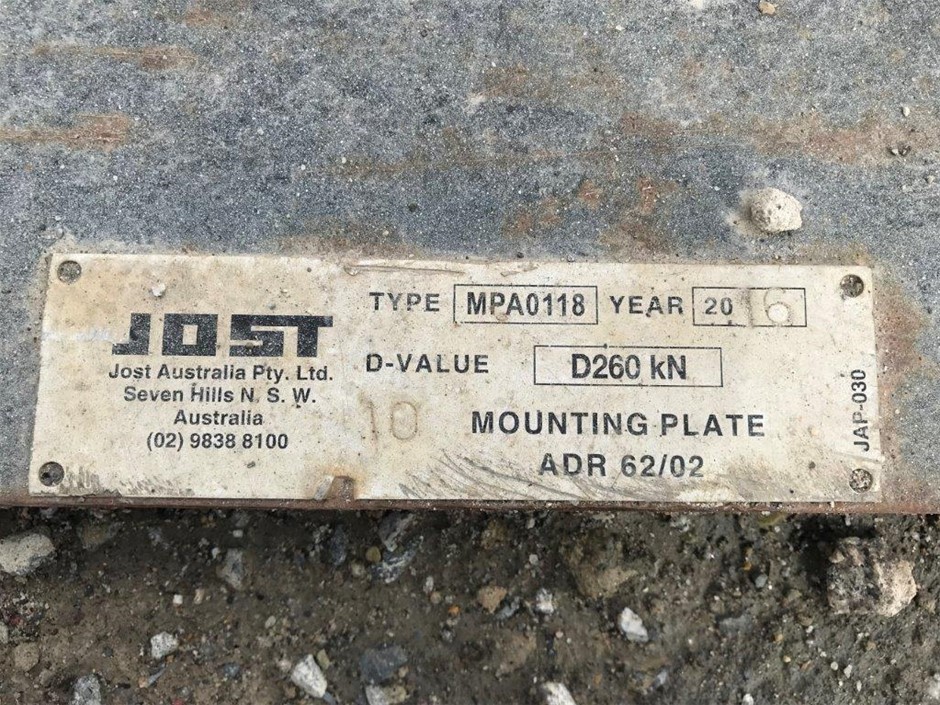 JOST
Jost Australia Pty. Ltd.
Seven Hills N. S. W.
Australia
(02) 9838 8100
TYPE MPA0118 YEAR 2016
D-VALUE D260 kN
10
MOUNTING PLATE
ADR 62/02
JAP-030